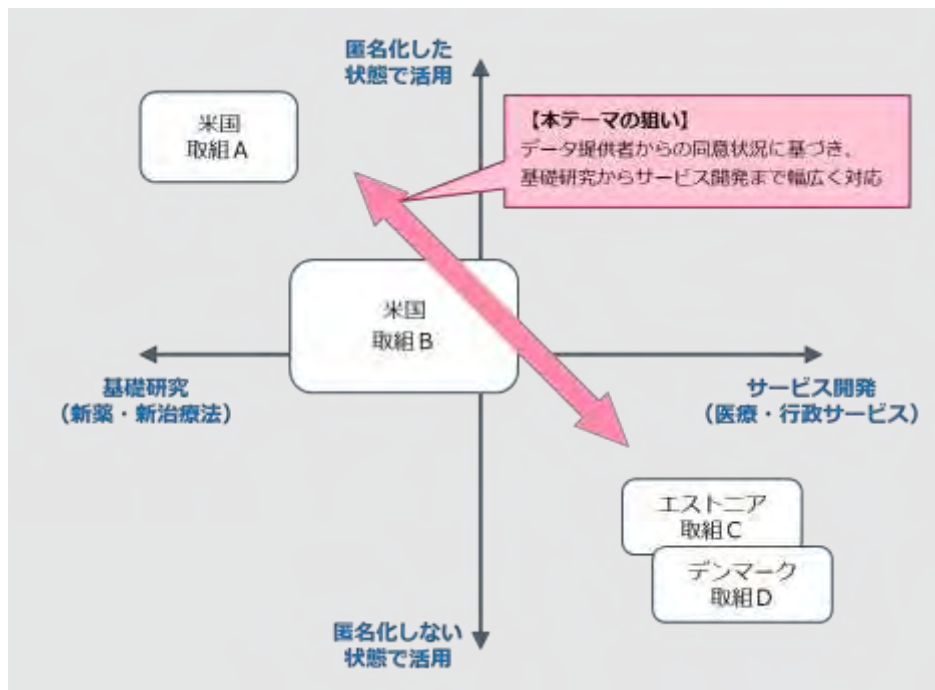 匿名化した
状態で活用
米国
取組A
【本テーマの狙い】
データ提供者からの同意状況に基づき、
基礎研究からサービス開発まで幅広く対応
米国
取組B
基礎研究
（新薬・新治療法）
サービス開発
（医療・行政サービス）
エストニア
取組C
デンマーク
取組D
匿名化しない
状態で活用